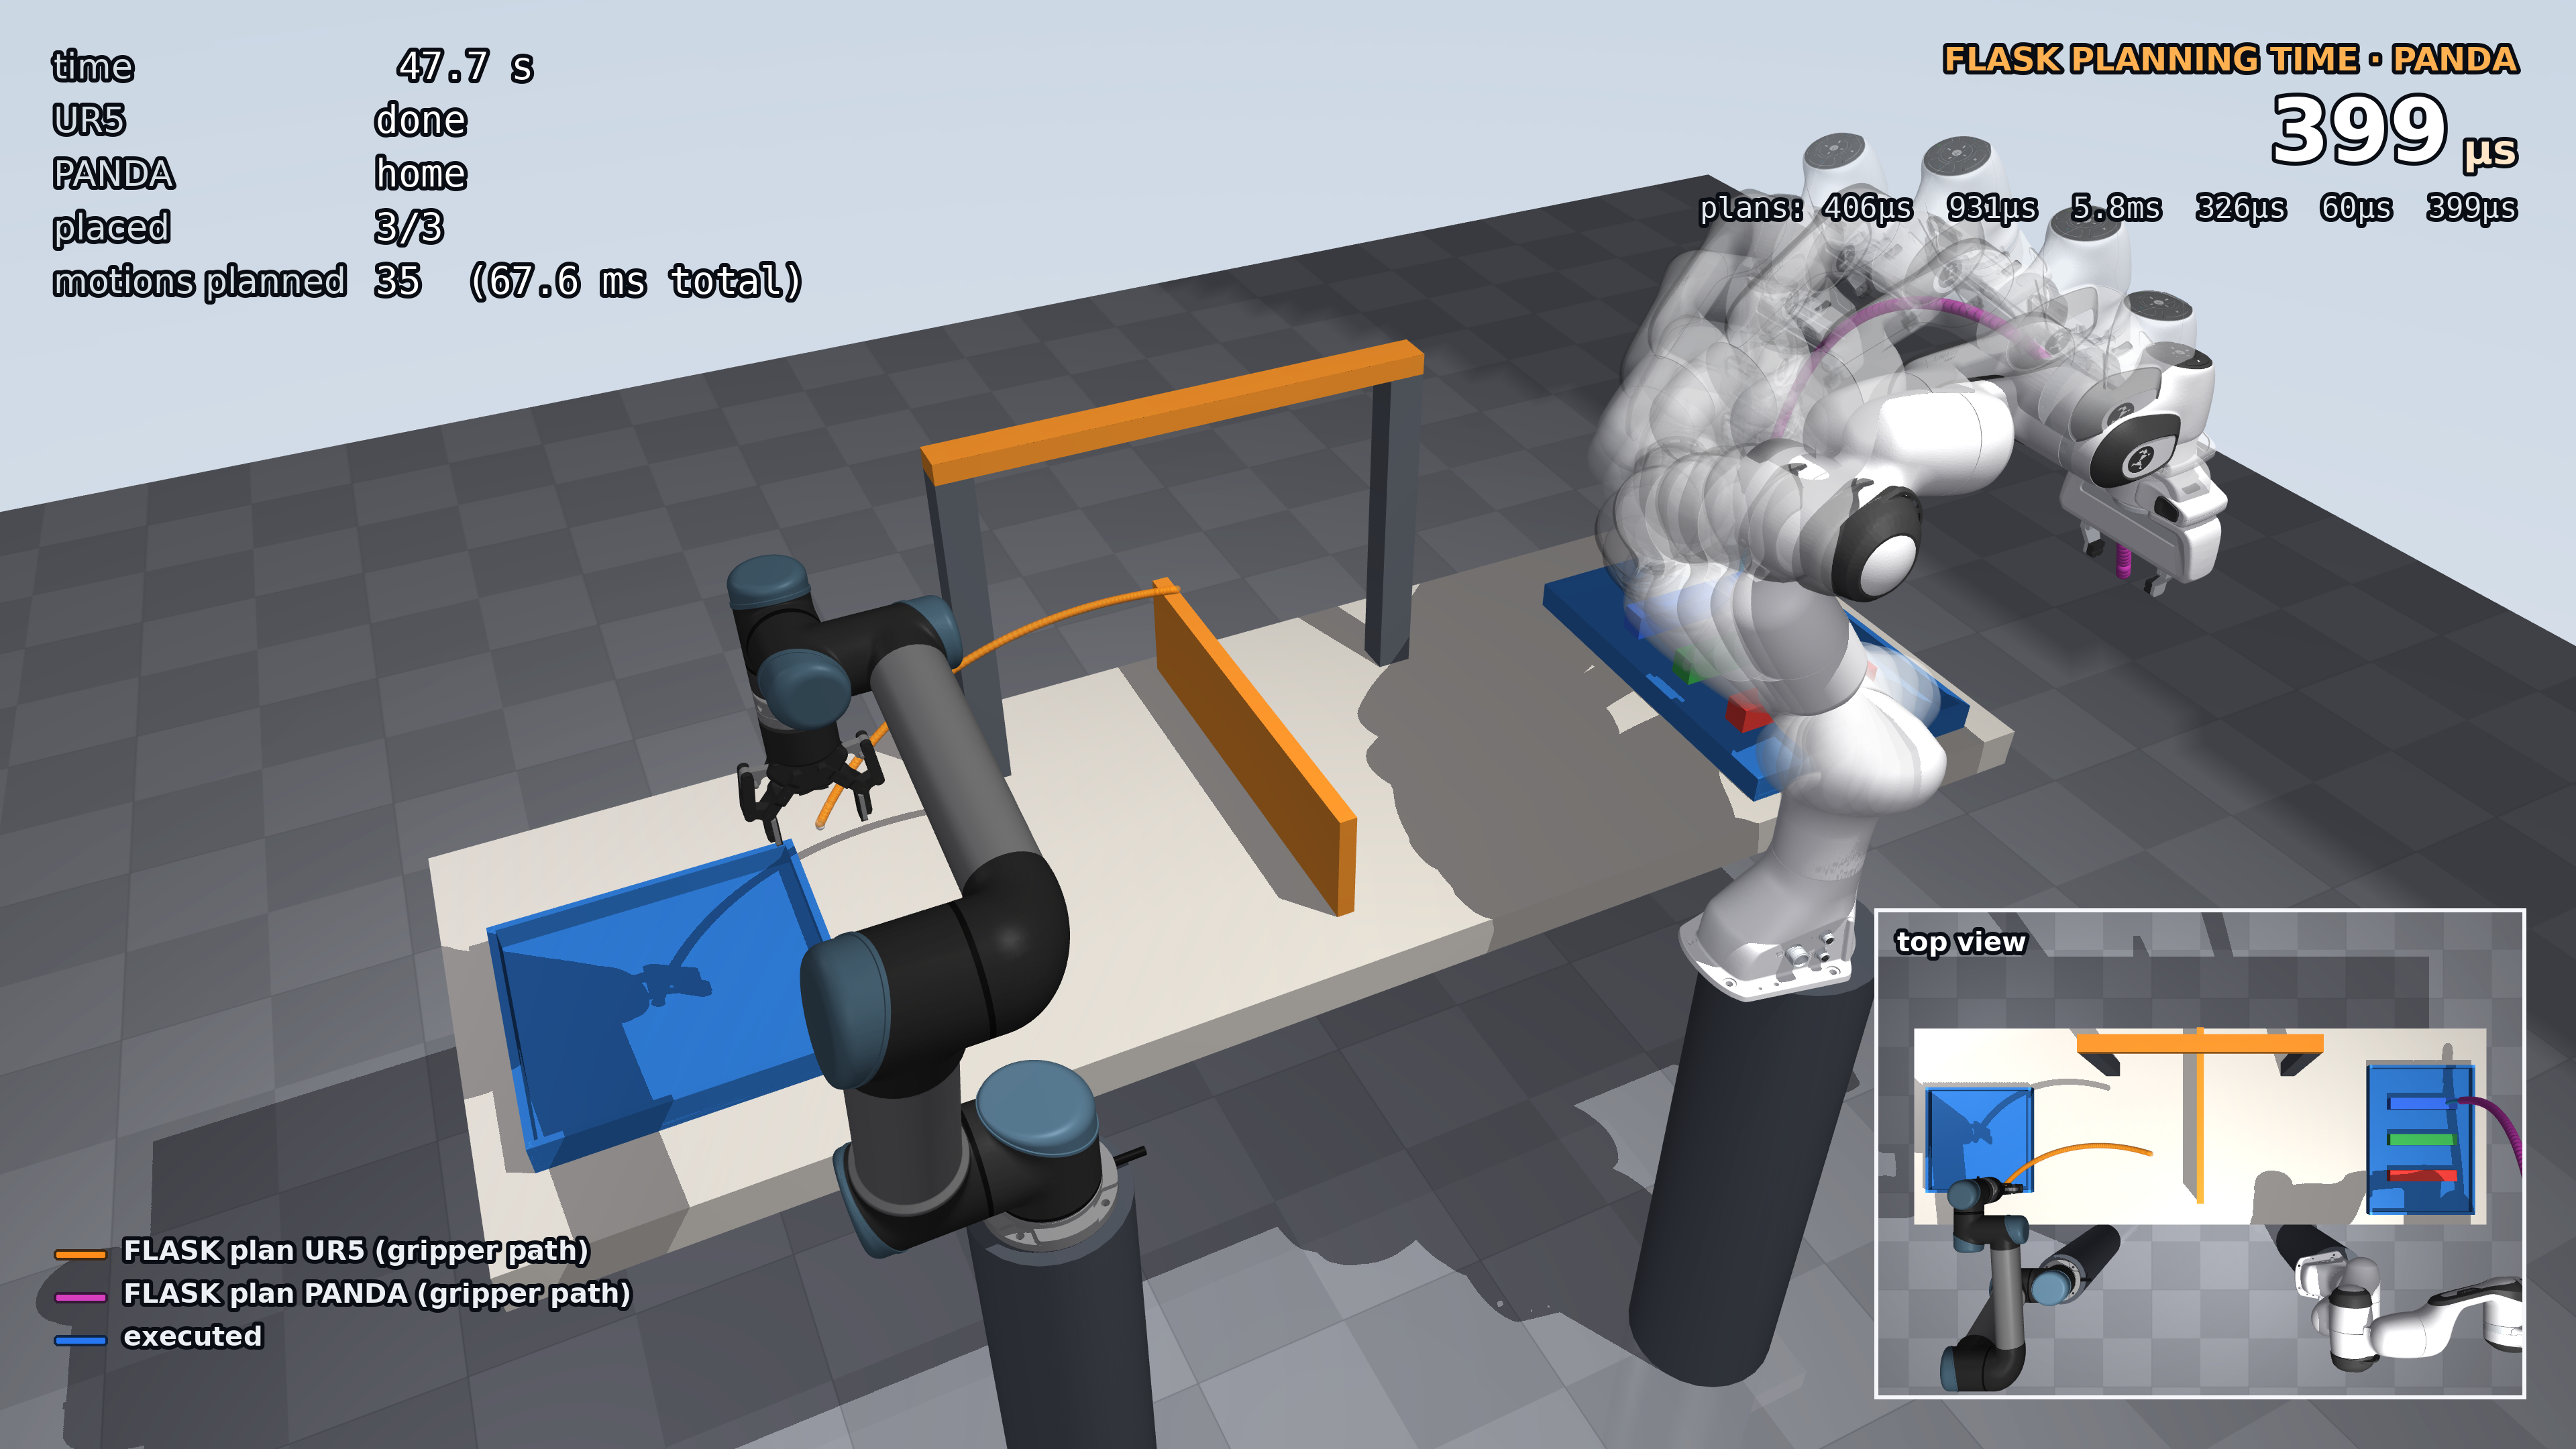 time 47.7 s
UR5 done
PANDA home
placed 3/3
motions planned 35 (67.6 ms total)
FLASK PLANNING TIME · PANDA
399 µs
plans: 406µs 931µs 5.8ms 326µs 60µs 399µs
top view
FLASK plan UR5 (gripper path)
FLASK plan PANDA (gripper path)
executed